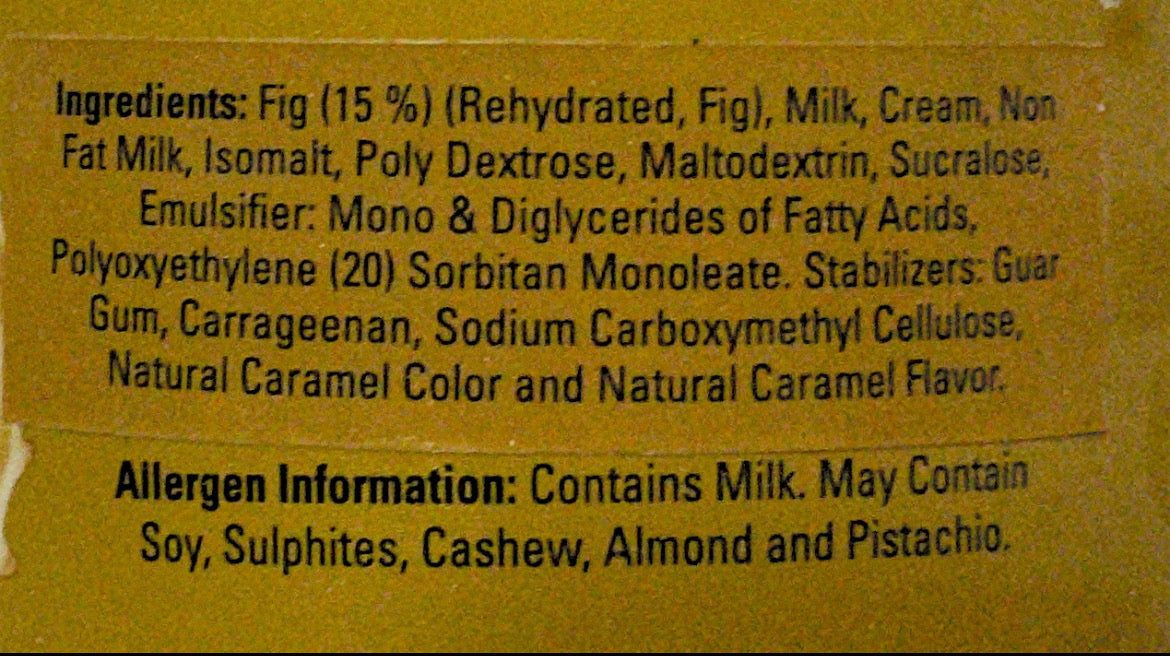 Ingredients: Fig (15 %) (Rehydrated, Fig), Milk, Cream, Non
Fat Milk, Isomalt, Poly Dextrose, Maltodextrin, Sucralose,
Emulsifier: Mono & Diglycerides of Fatty Acids,
Polyoxyethylene (20) Sorbitan Monoleate. Stabilizers: Guar
Gum, Carrageenan, Sodium Carboxymethyl Cellulose,
Natural Caramel Color and Natural Caramel Flavor.
Allergen Information: Contains Milk. May Contain
Soy, Sulphites, Cashew, Almond and Pistachio.